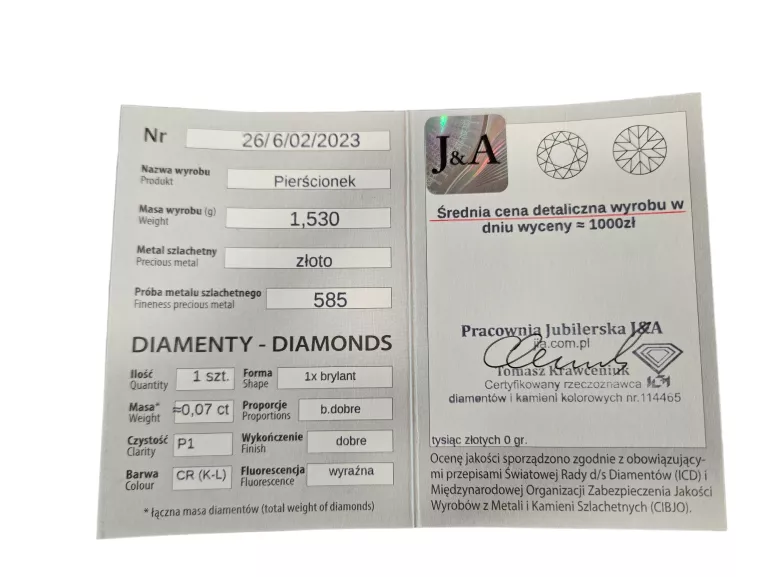 Nr 26/6/02/2023
Nazwa wyrobu
Produkt
Pierścionek
Masa wyrobu (g)
Weight
1,530
Metal szlachetny
Precious metal
złoto
Próba metalu szlachetnego
Fineness precious metal
585
DIAMENTY - DIAMONDS
Ilość
Quantity
1 szt.
Forma
Shape
1x brylant
Masa*
Weight
≈0,07 ct
Proporcje
Proportions
b.dobre
Czystość
Clarity
P1
Wykończenie
Finish
dobre
Barwa
Colour
CR (K-L)
Fluorescencja
Fluorescence
wyraźna
* łączna masa diamentów (total weight of diamonds)
J&A
Średnia cena detaliczna wyrobu w
dniu wyceny ≈ 1000zł
Pracownia Jubilerska J&A
jia.com.pl
Tomasz Krawceniuk
Certyfikowany rzeczoznawca
diamentów i kamieni kolorowych nr.114465
tysiąc złotych 0 gr.
Ocenę jakości sporządzono zgodnie z obowiązują-
mi przepisami Światowej Rady d/s Diamentów (ICD) i
Międzynarodowej Organizacji Zabezpieczenia Jakości
Wyrobów z Metali i Kamieni Szlachetnych (CIBJO).